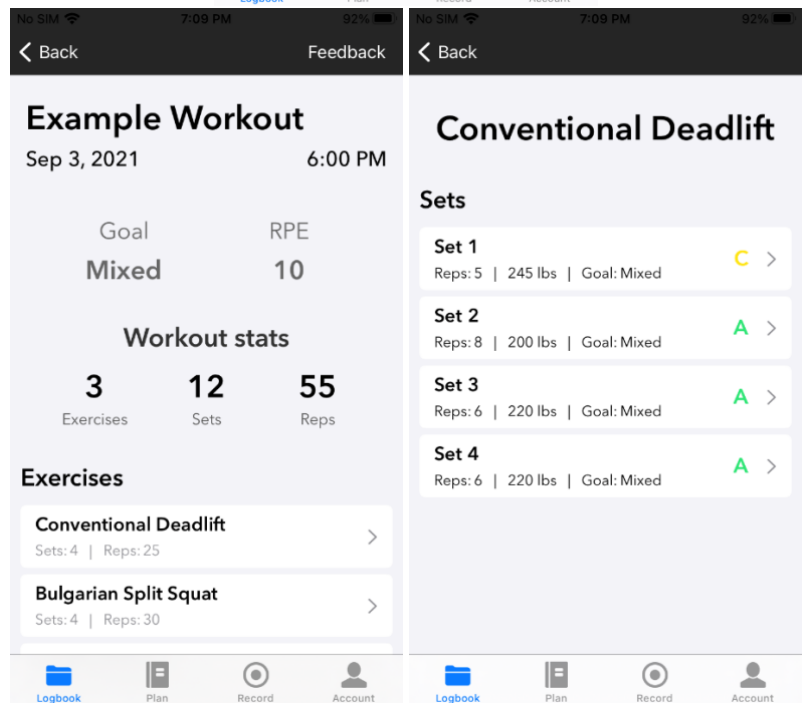 Logbook Plan Record Account
No SIM 7:09 PM 92%
Back Feedback
Example Workout
Sep 3, 2021 6:00 PM
Goal RPE
Mixed 10
Workout stats
3 12 55
Exercises Sets Reps
Exercises
Conventional Deadlift
Sets: 4 | Reps: 25
Bulgarian Split Squat
Sets: 4 | Reps: 30
Logbook Plan Record Account
No SIM 7:09 PM 92%
Back
Conventional Deadlift
Sets
Set 1
Reps: 5 | 245 lbs | Goal: Mixed
C
Set 2
Reps: 8 | 200 lbs | Goal: Mixed
A
Set 3
Reps: 6 | 220 lbs | Goal: Mixed
A
Set 4
Reps: 6 | 220 lbs | Goal: Mixed
A
Logbook Plan Record Account